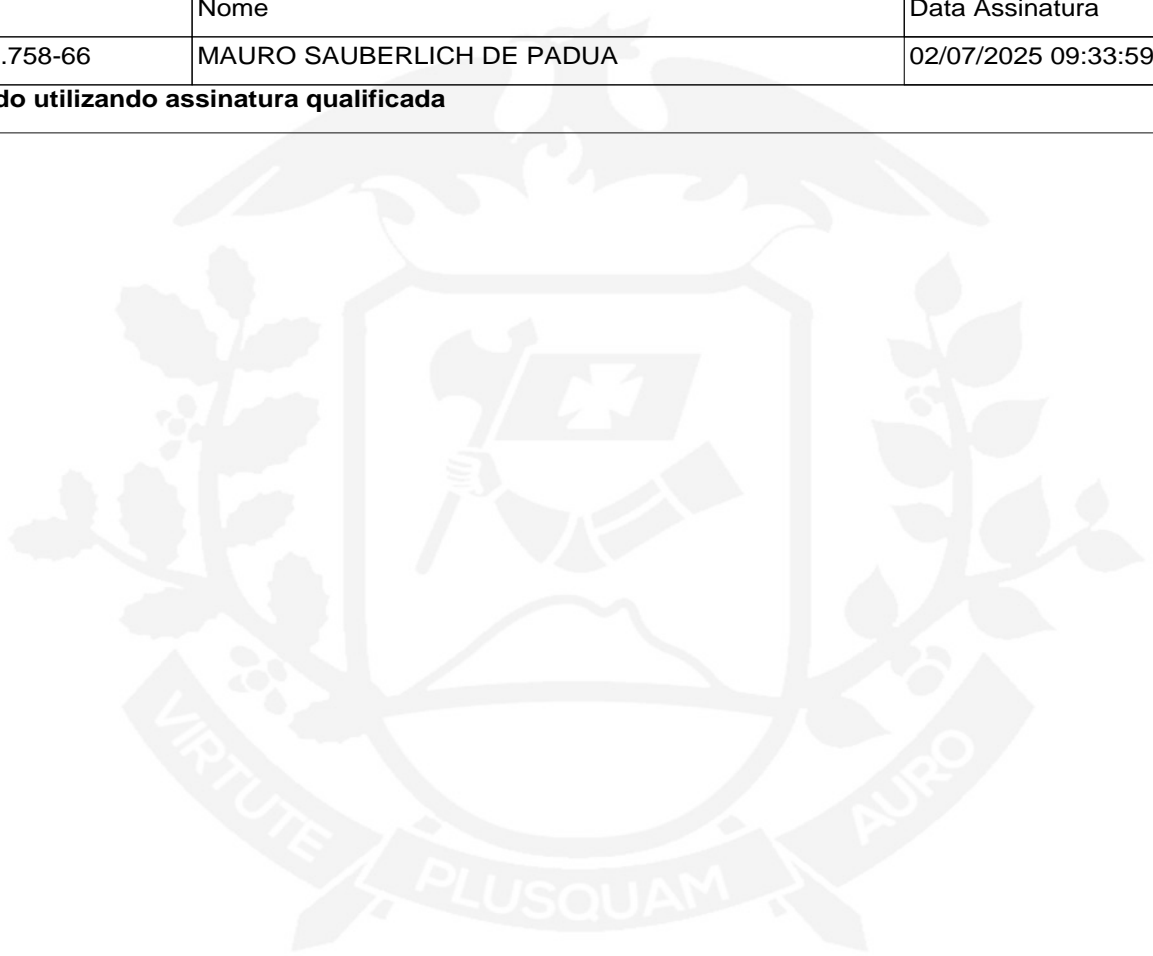 Nome Data Assinatura
.758-66 MAURO SAUBERLICH DE PADUA 02/07/2025 09:33:59
do utilizando assinatura qualificada
VIRTUTE PLUSQUAM AURO